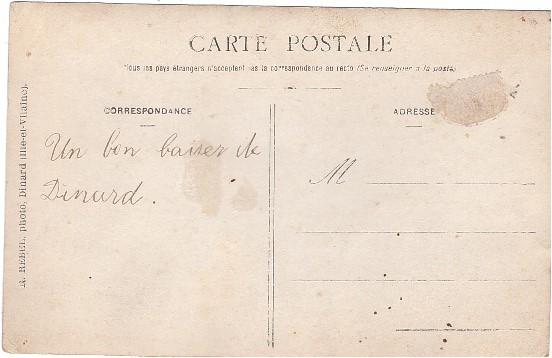 CARTE POSTALE
Tous les pays étrangers n'acceptent pas la correspondance au recto (Se renseigner à la poste)
CORRESPONDANCE
ADRESSE
Un bon baiser de
Dinard.
M
photo, Dinard (Ille-et-Vilaine).